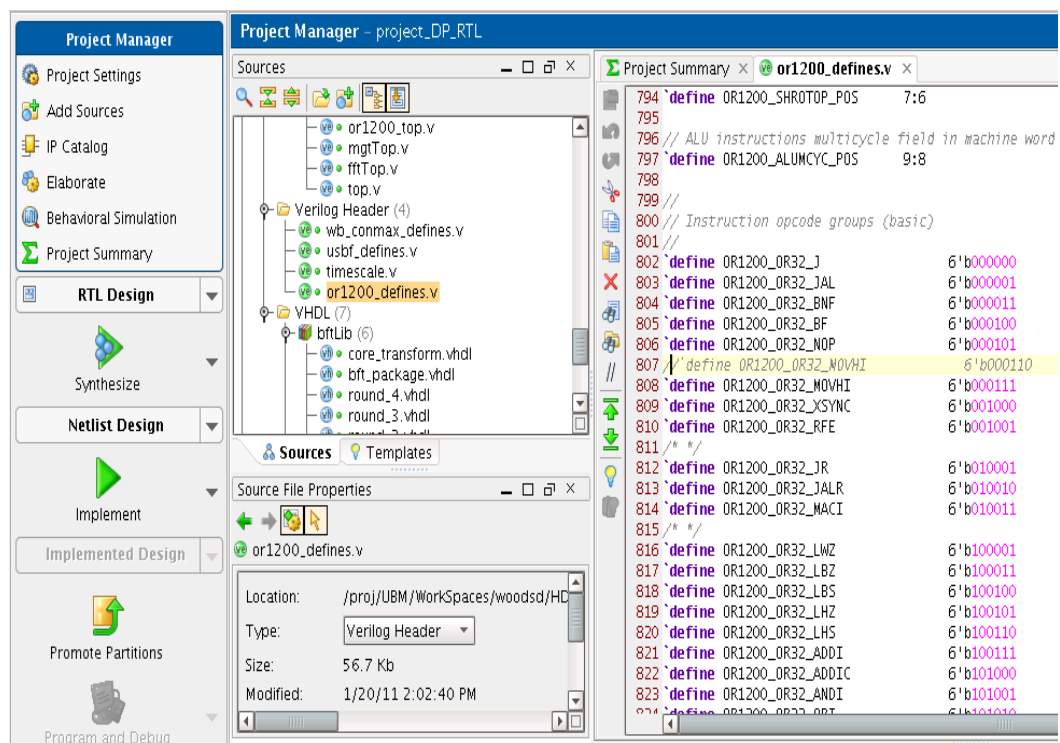 Project Manager
Project Settings
Add Sources
IP Catalog
Elaborate
Behavioral Simulation
Project Summary
RTL Design
Synthesize
Netlist Design
Implement
Implemented Design
Promote Partitions
Program and Debug
Project Manager – project_DP_RTL
Sources
or1200_top.v
mgtTop.v
fftTop.v
top.v
Verilog Header (4)
wb_conmax_defines.v
usbf_defines.v
timescale.v
or1200_defines.v
VHDL (7)
bftLib (6)
core_transform.vhdl
bft_package.vhdl
round_4.vhdl
round_3.vhdl
Sources Templates
Source File Properties
or1200_defines.v
Location: /proj/UBM/WorkSpaces/woodsd/HD
Type: Verilog Header
Size: 56.7 Kb
Modified: 1/20/11 2:02:40 PM
Project Summary or1200_defines.v
794 `define OR1200_SHROTOP_POS 7:6
795
796 // ALU instructions multicycle field in machine word
797 `define OR1200_ALUMCYC_POS 9:8
798
799 //
800 // Instruction opcode groups (basic)
801 //
802 `define OR1200_OR32_J 6'b000000
803 `define OR1200_OR32_JAL 6'b000001
804 `define OR1200_OR32_BNF 6'b000011
805 `define OR1200_OR32_BF 6'b000100
806 `define OR1200_OR32_NOP 6'b000101
807 //`define OR1200_OR32_MOVHI 6'b000110
808 `define OR1200_OR32_MOVHI 6'b000111
809 `define OR1200_OR32_XSYNC 6'b001000
810 `define OR1200_OR32_RFE 6'b001001
811 /* */
812 `define OR1200_OR32_JR 6'b010001
813 `define OR1200_OR32_JALR 6'b010010
814 `define OR1200_OR32_MACI 6'b010011
815 /* */
816 `define OR1200_OR32_LWZ 6'b100001
817 `define OR1200_OR32_LBZ 6'b100011
818 `define OR1200_OR32_LBS 6'b100100
819 `define OR1200_OR32_LHZ 6'b100101
820 `define OR1200_OR32_LHS 6'b100110
821 `define OR1200_OR32_ADDI 6'b100111
822 `define OR1200_OR32_ADDIC 6'b101000
823 `define OR1200_OR32_ANDI 6'b101001
824 `define OR1200_OR32_ORI 6'b101010